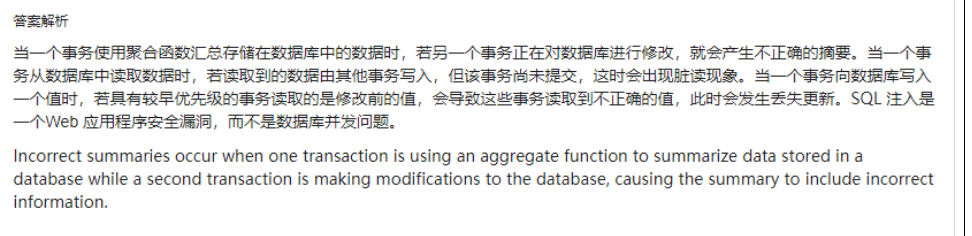 答案解析
当一个事务使用聚合函数汇总存储在数据库中的数据时，若另一个事务正在对数据库进行修改，就会产生不正确的摘要。当一个事
务从数据库中读取数据时，若读取到的数据由其他事务写入，但该事务尚未提交，这时会出现脏读现象。当一个事务向数据库写入
一个值时，若具有较早优先级的事务读取的是修改前的值，会导致这些事务读取到不正确的值，此时会发生丢失更新。SQL 注入是
一个Web 应用程序安全漏洞，而不是数据库并发问题。
Incorrect summaries occur when one transaction is using an aggregate function to summarize data stored in a
database while a second transaction is making modifications to the database, causing the summary to include incorrect
information.